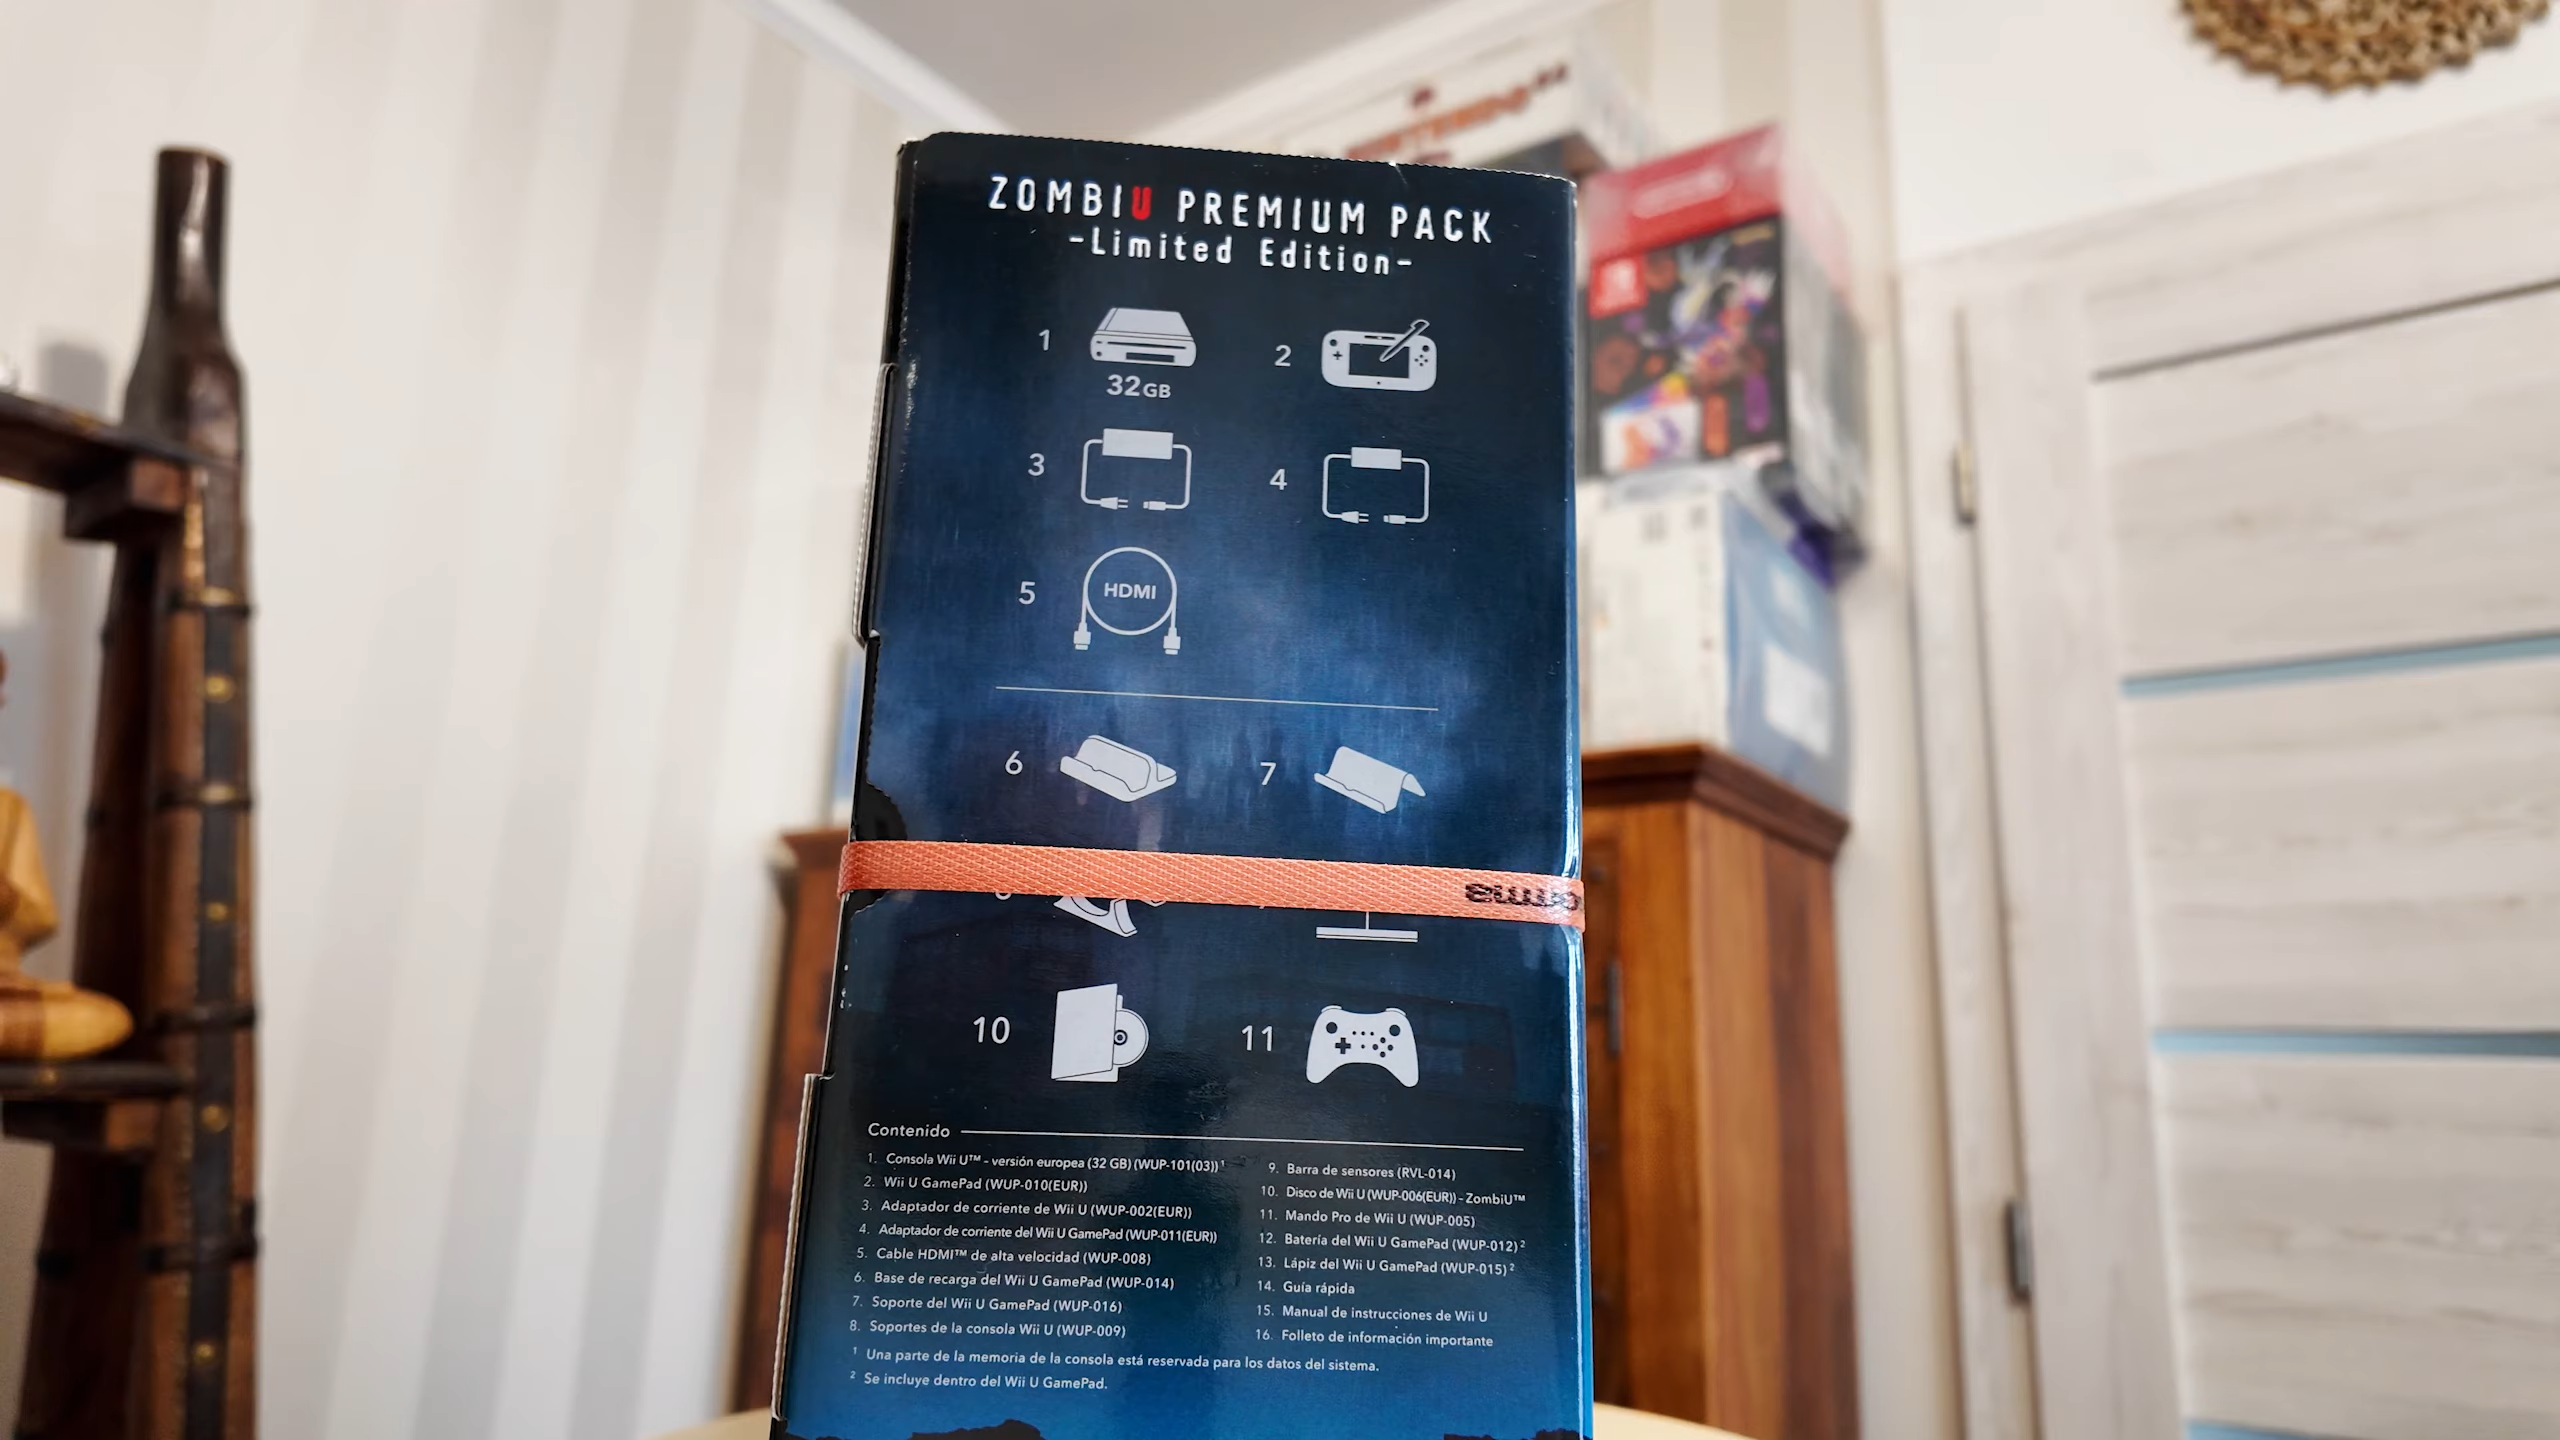 ZOMBIU PREMIUM PACK
-Limited Edition-
1
2
32GB
3
4
5
HDMI
6
7
10
11
Contenido
1. Consola Wii U™ - versión europea (32 GB) (WUP-101(03)) ¹
2. Wii U GamePad (WUP-010(EUR))
3. Adaptador de corriente de Wii U (WUP-002(EUR))
4. Adaptador de corriente del Wii U GamePad (WUP-011(EUR))
5. Cable HDMI™ de alta velocidad (WUP-008)
6. Base de recarga del Wii U GamePad (WUP-014)
7. Soporte del Wii U GamePad (WUP-016)
8. Soportes de la consola Wii U (WUP-009)
9. Barra de sensores (RVL-014)
10. Disco de Wii U (WUP-006(EUR)) - ZombiU™
11. Mando Pro de Wii U (WUP-005)
12. Batería del Wii U GamePad (WUP-012) ²
13. Lápiz del Wii U GamePad (WUP-015) ²
14. Guía rápida
15. Manual de instrucciones de Wii U
16. Folleto de información importante
¹ Una parte de la memoria de la consola está reservada para los datos del sistema.
² Se incluye dentro del Wii U GamePad.